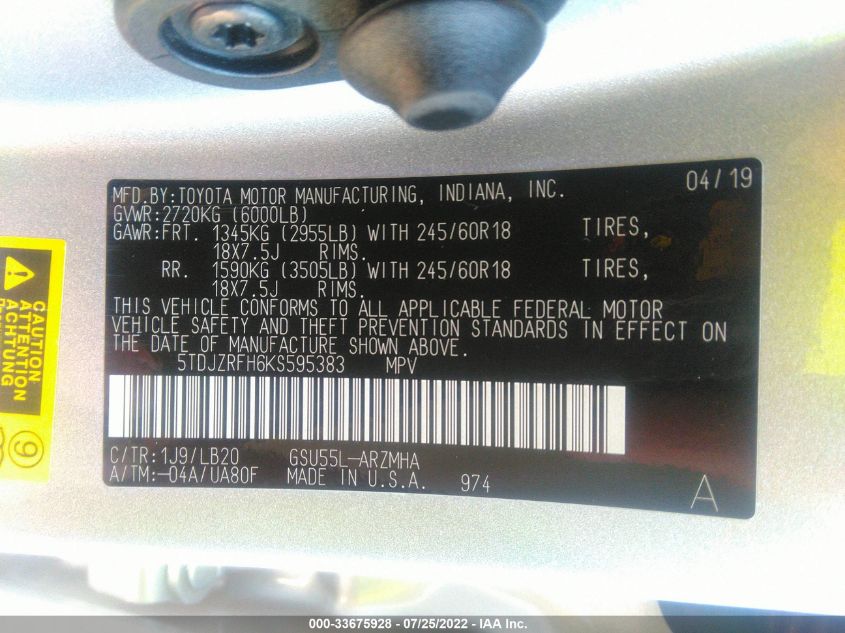 MFD.BY:TOYOTA MOTOR MANUFACTURING, INDIANA, INC. 04/19
GVWR:2720KG (6000LB)
GAWR:FRT. 1345KG (2955LB) WITH 245/60R18 TIRES,
18X7.5J RIMS.
RR. 1590KG (3505LB) WITH 245/60R18 TIRES,
18X7.5J RIMS.
THIS VEHICLE CONFORMS TO ALL APPLICABLE FEDERAL MOTOR
VEHICLE SAFETY AND THEFT PREVENTION STANDARDS IN EFFECT ON
THE DATE OF MANUFACTURE SHOWN ABOVE.
5TDJZRFH6KS595383 MPV
C/TR:1J9/LB20 GSU55L-ARZMHA
A/TM:-04A/UA80F MADE IN U.S.A. 974
A
CAUTION
ATTENTION
ACHTUNG
9
000-33675928 - 07/25/2022 - IAA Inc.